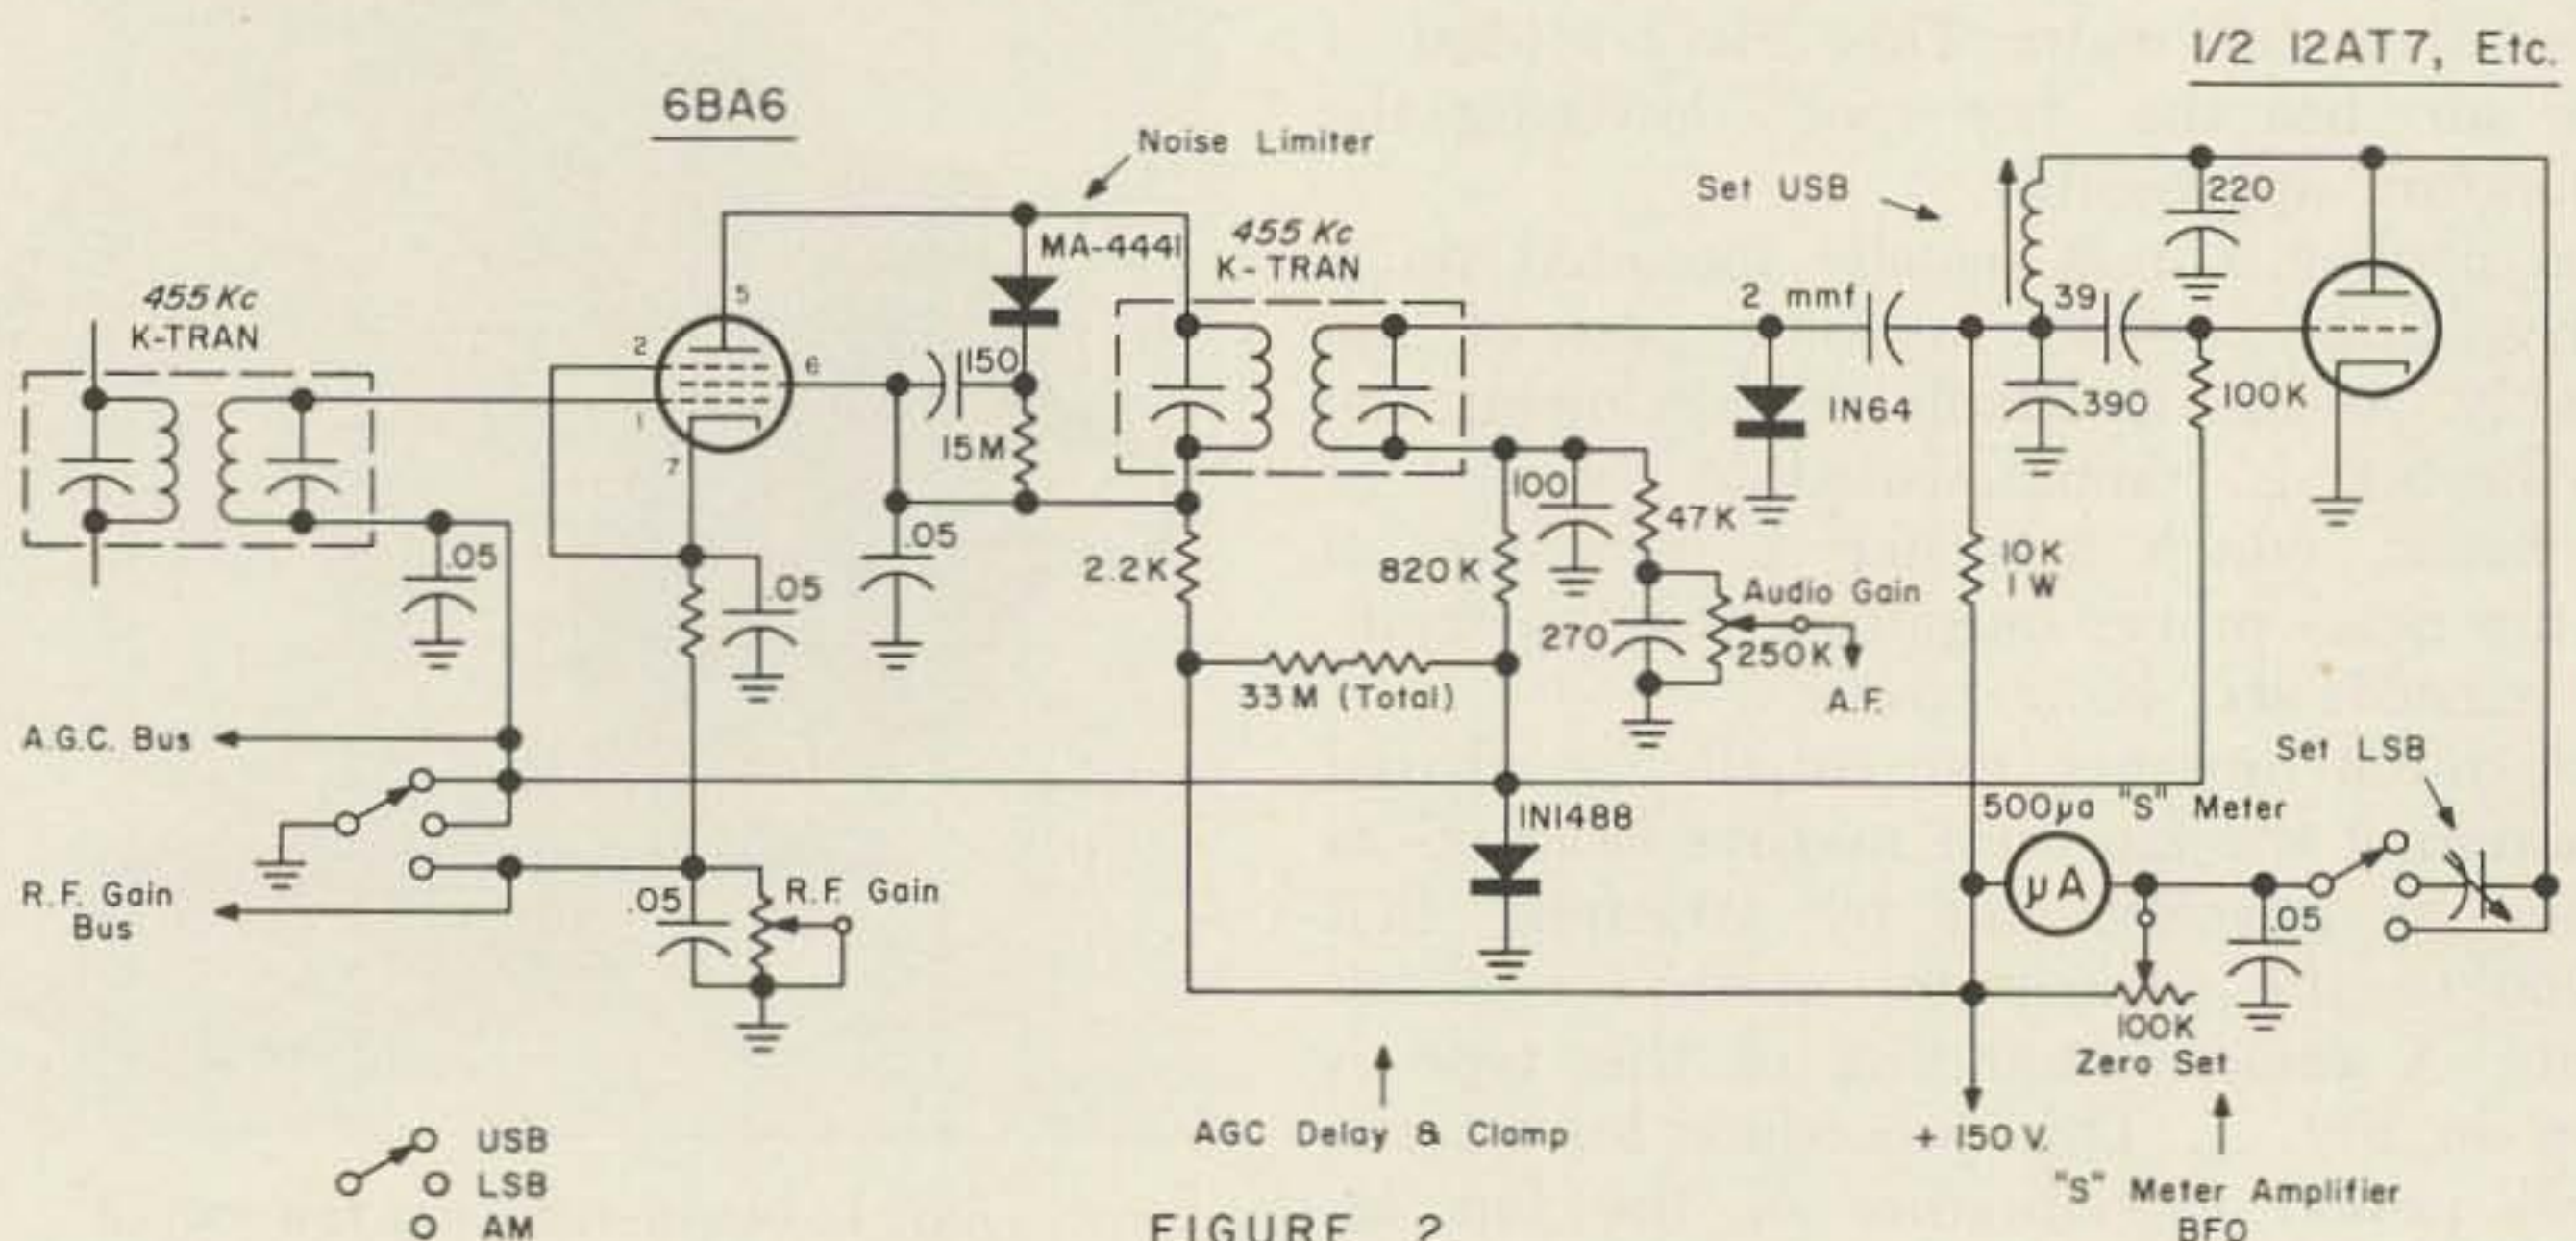 1/2 12AT7, Etc.
6BA6
Noise Limiter
Set USB
220
MA-4441
455 Kc
K-TRAN
455 Kc
K-TRAN
5
2
6
1
7
150
15M
2 mmf
39
1N64
390
100K
100
47K
.05
.05
.05
2.2K
820K
10K
1W
Audio Gain
270
250K
A.F.
33M (Total)
A.G.C. Bus
Set LSB
1N1488
500µa "S" Meter
µA
R.F. Gain
Bus
.05
R.F. Gain
.05
100K
Zero Set
AGC Delay & Clamp
+ 150 V.
"S" Meter Amplifier
BFO
USB
LSB
AM
FIGURE 2